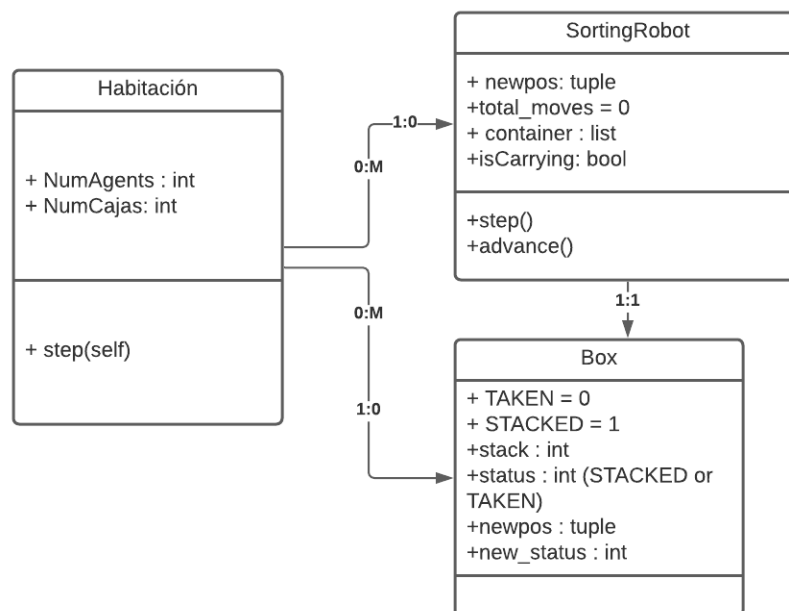 Habitación
+ NumAgents : int
+ NumCajas: int
+ step(self)
1:0
0:M
0:M
1:0
SortingRobot
+ newpos: tuple
+total_moves = 0
+ container : list
+isCarrying: bool
+step()
+advance()
1:1
Box
+ TAKEN = 0
+ STACKED = 1
+stack : int
+status : int (STACKED or
TAKEN)
+newpos : tuple
+new_status : int